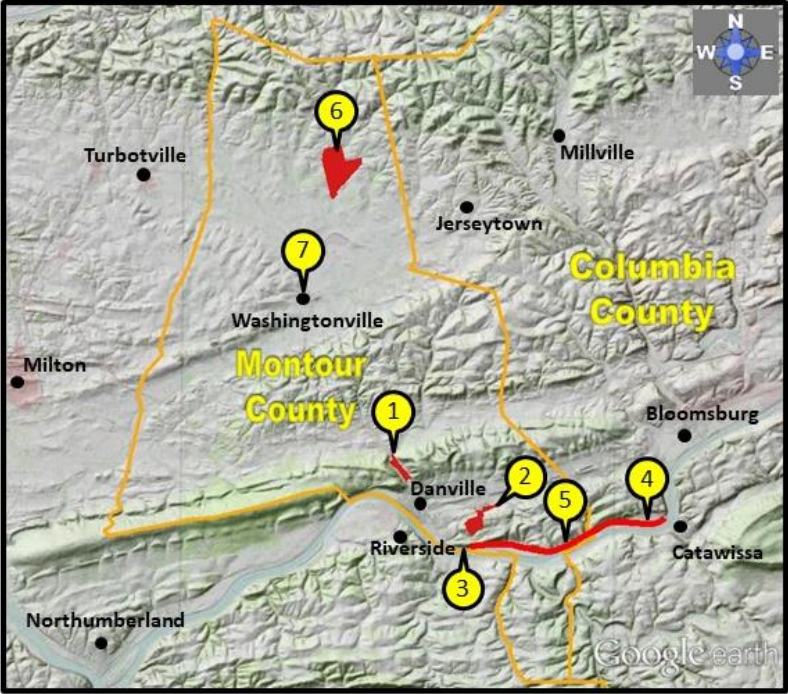 N
W E
S
6
Turbotville
Millville
Jerseytown
7
Columbia
County
Washingtonville
Milton
Montour
County
1
Bloomsburg
2
4
Danville
5
Riverside
Catawissa
3
Northumberland
Google earth